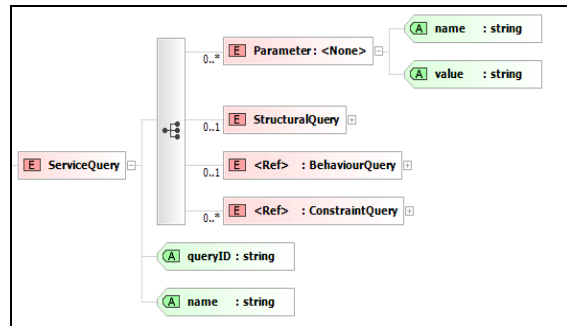 A name : string
E Parameter: <None>
0..*
A value : string
E StructuralQuery
0..1
E ServiceQuery
E <Ref> : BehaviourQuery
0..1
E <Ref> : ConstraintQuery
0..*
A queryID : string
A name : string